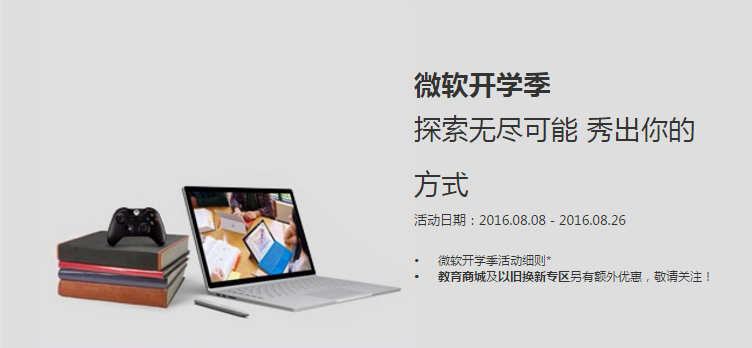 微软开学季
探索无尽可能 秀出你的
方式
活动日期：2016.08.08 - 2016.08.26
• 微软开学季活动细则*
• 教育商城及以旧换新专区另有额外优惠，敬请关注！